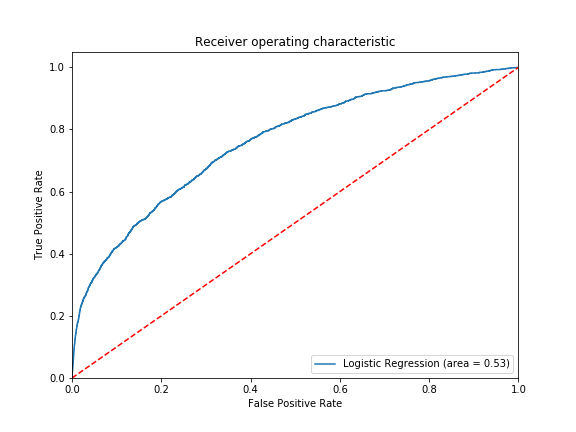 Receiver operating characteristic
True Positive Rate
1.0
0.8
0.6
0.4
0.2
0.0
0.0 0.2 0.4 0.6 0.8 1.0
False Positive Rate
Logistic Regression (area = 0.53)